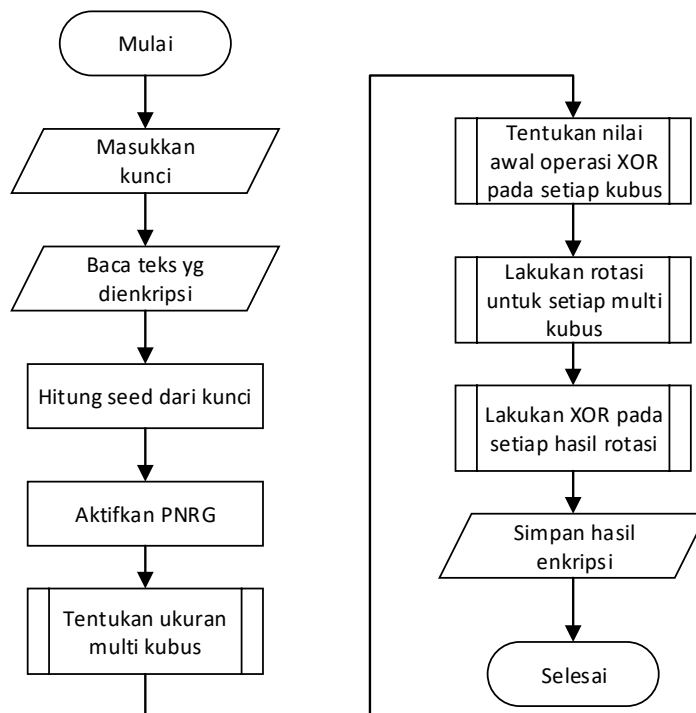 Mulai
Masukkan
kunci
Baca teks yg
dienkripsi
Hitung seed dari kunci
Aktifkan PNRG
Tentukan ukuran
multi kubus
Tentukan nilai
awal operasi XOR
pada setiap kubus
Lakukan rotasi
untuk setiap multi
kubus
Lakukan XOR pada
setiap hasil rotasi
Simpan hasil
enkripsi
Selesai